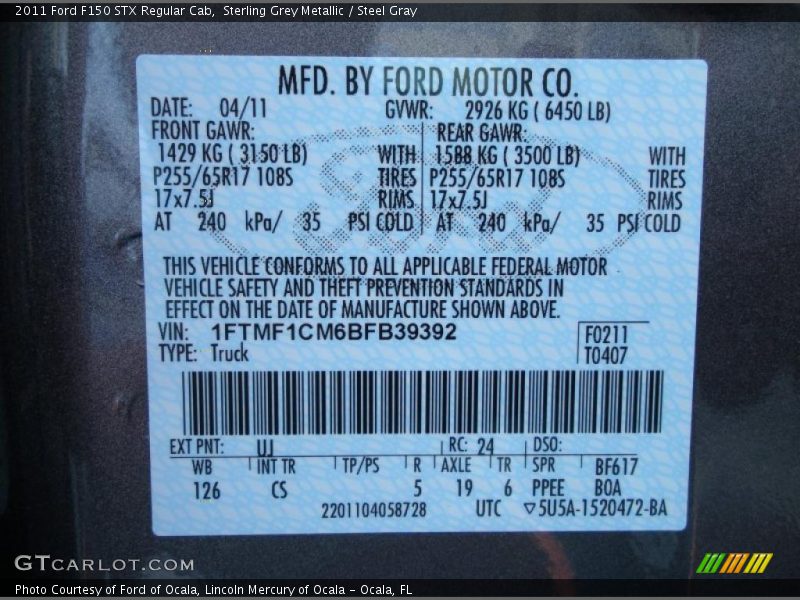 2011 Ford F150 STX Regular Cab,  Sterling Grey Metallic / Steel Gray
MFD. BY FORD MOTOR CO.
DATE: 04/11 GVWR: 2926 KG ( 6450 LB)
FRONT GAWR: REAR GAWR:
1429 KG ( 3150 LB) WITH 1588 KG ( 3500 LB) WITH
P255/65R17 108S TIRES P255/65R17 108S TIRES
17x7.5J RIMS 17x7.5J RIMS
AT 240 kPa/ 35 PSI COLD AT 240 kPa/ 35 PSI COLD
THIS VEHICLE CONFORMS TO ALL APPLICABLE FEDERAL MOTOR
VEHICLE SAFETY AND THEFT PREVENTION STANDARDS IN
EFFECT ON THE DATE OF MANUFACTURE SHOWN ABOVE.
VIN: 1FTMF1CM6BFB39392 F0211
TYPE: Truck T0407
EXT PNT: UJ RC: 24 DSO:
WB INT TR TP/PS R AXLE TR SPR BF617
126 CS 5 19 6 PPEE BOA
2201104058728 UTC ▽5U5A-1520472-BA
GTCARLOT.COM
Photo Courtesy of Ford of Ocala, Lincoln Mercury of Ocala – Ocala, FL